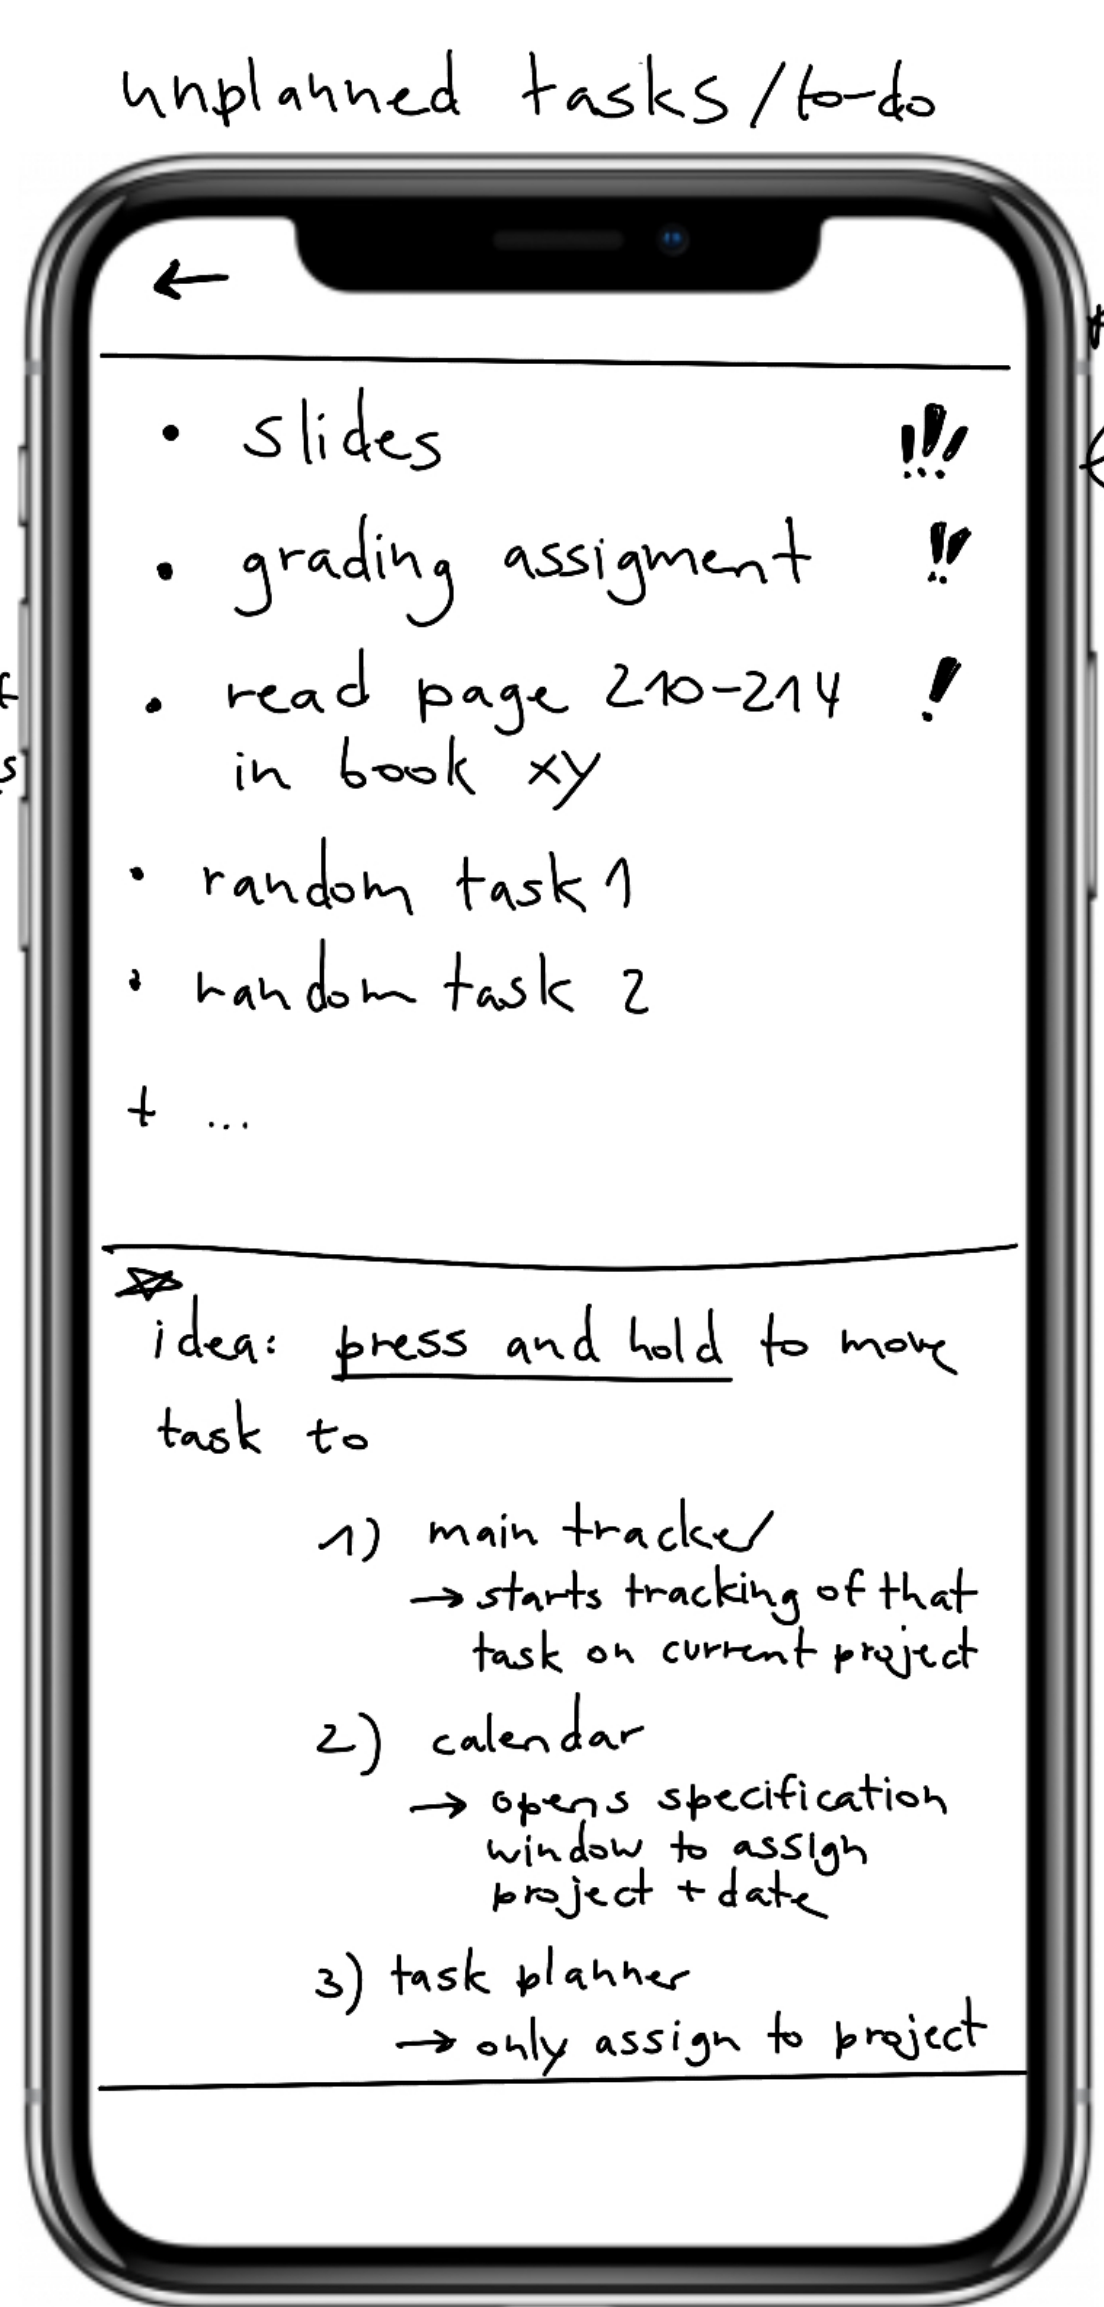 unplanned tasks/to-do
←
• slides !!!
• grading assigment !!
• read page 210-214 !
in book xy
• random task 1
• random task 2
+ ...
idea: press and hold to move
task to
1) main tracker
→ starts tracking of that
task on current project
2) calendar
→ opens specification
window to assign
project + date
3) task planner
→ only assign to project